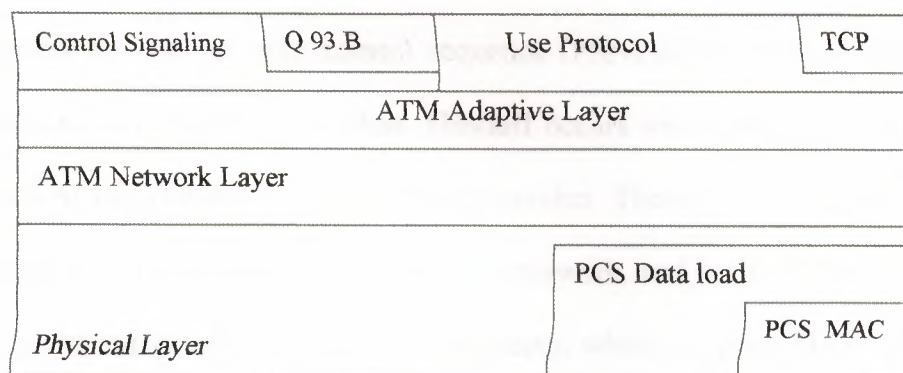 Control Signaling Q 93.B Use Protocol TCP
ATM Adaptive Layer
ATM Network Layer
PCS Data load
Physical Layer PCS MAC